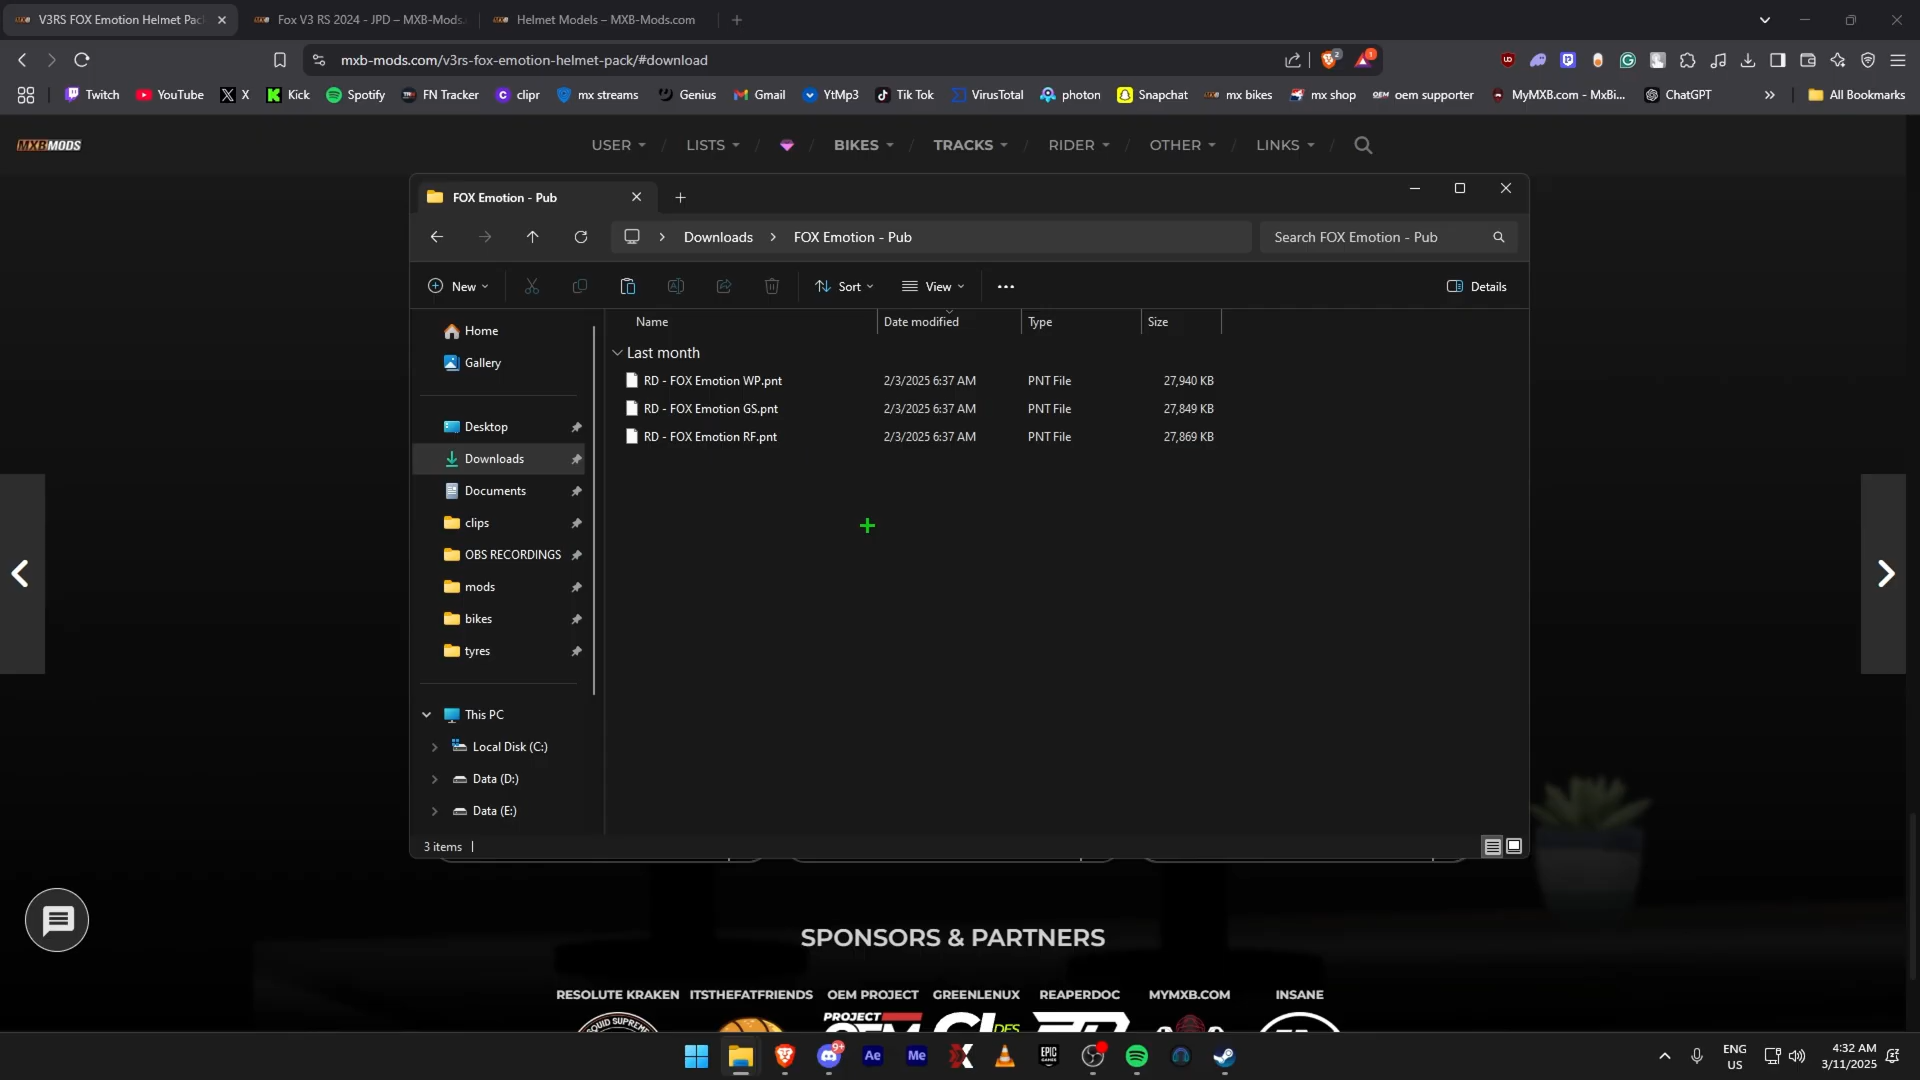 V3RS FOX Emotion Helmet Pac
Fox V3 RS 2024 - JPD – MXB-Mods.
Helmet Models – MXB-Mods.com
mxb-mods.com/v3rs-fox-emotion-helmet-pack/#download
2
1
Twitch
YouTube
X
Kick
Spotify
FN Tracker
clipr
mx streams
Genius
Gmail
YtMp3
Tik Tok
VirusTotal
photon
Snapchat
mx bikes
mx shop
oem supporter
MyMXB.com - MxBi...
ChatGPT
All Bookmarks
MXBMODS
USER
LISTS
BIKES
TRACKS
RIDER
OTHER
LINKS
FOX Emotion - Pub
Downloads
FOX Emotion - Pub
Search FOX Emotion - Pub
New
Sort
View
Details
Name
Date modified
Type
Size
Last month
RD - FOX Emotion WP.pnt 2/3/2025 6:37 AM PNT File 27,940 KB
RD - FOX Emotion GS.pnt 2/3/2025 6:37 AM PNT File 27,849 KB
RD - FOX Emotion RF.pnt 2/3/2025 6:37 AM PNT File 27,869 KB
Home
Gallery
Desktop
Downloads
Documents
clips
OBS RECORDINGS
mods
bikes
tyres
This PC
Local Disk (C:)
Data (D:)
Data (E:)
3 items
SPONSORS & PARTNERS
RESOLUTE KRAKEN
ITSTHEFATFRIENDS
OEM PROJECT
GREENLENUX
REAPERDOC
MYMXB.COM
INSANE
PROJECT
9+
Ae
Me
EPIC GAMES
ENG
US
4:32 AM
3/11/2025